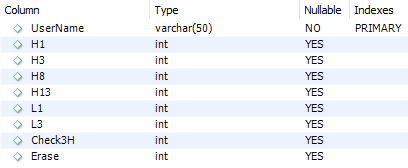 Column Type Nullable Indexes
UserName varchar(50) NO PRIMARY
H1 int YES
H3 int YES
H8 int YES
H13 int YES
L1 int YES
L3 int YES
Check3H int YES
Erase int YES